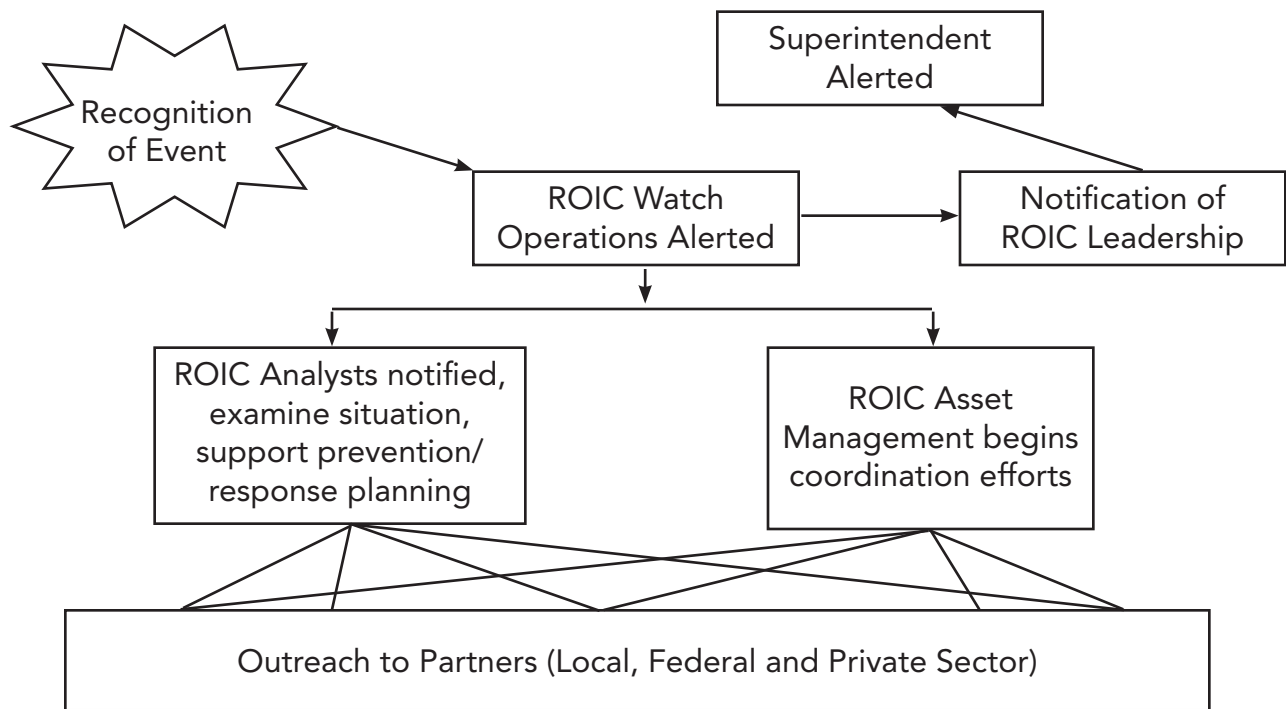 Recognition
of Event
Superintendent
Alerted
ROIC Watch
Operations Alerted
Notification of
ROIC Leadership
ROIC Analysts notified,
examine situation,
support prevention/
response planning
ROIC Asset
Management begins
coordination efforts
Outreach to Partners (Local, Federal and Private Sector)